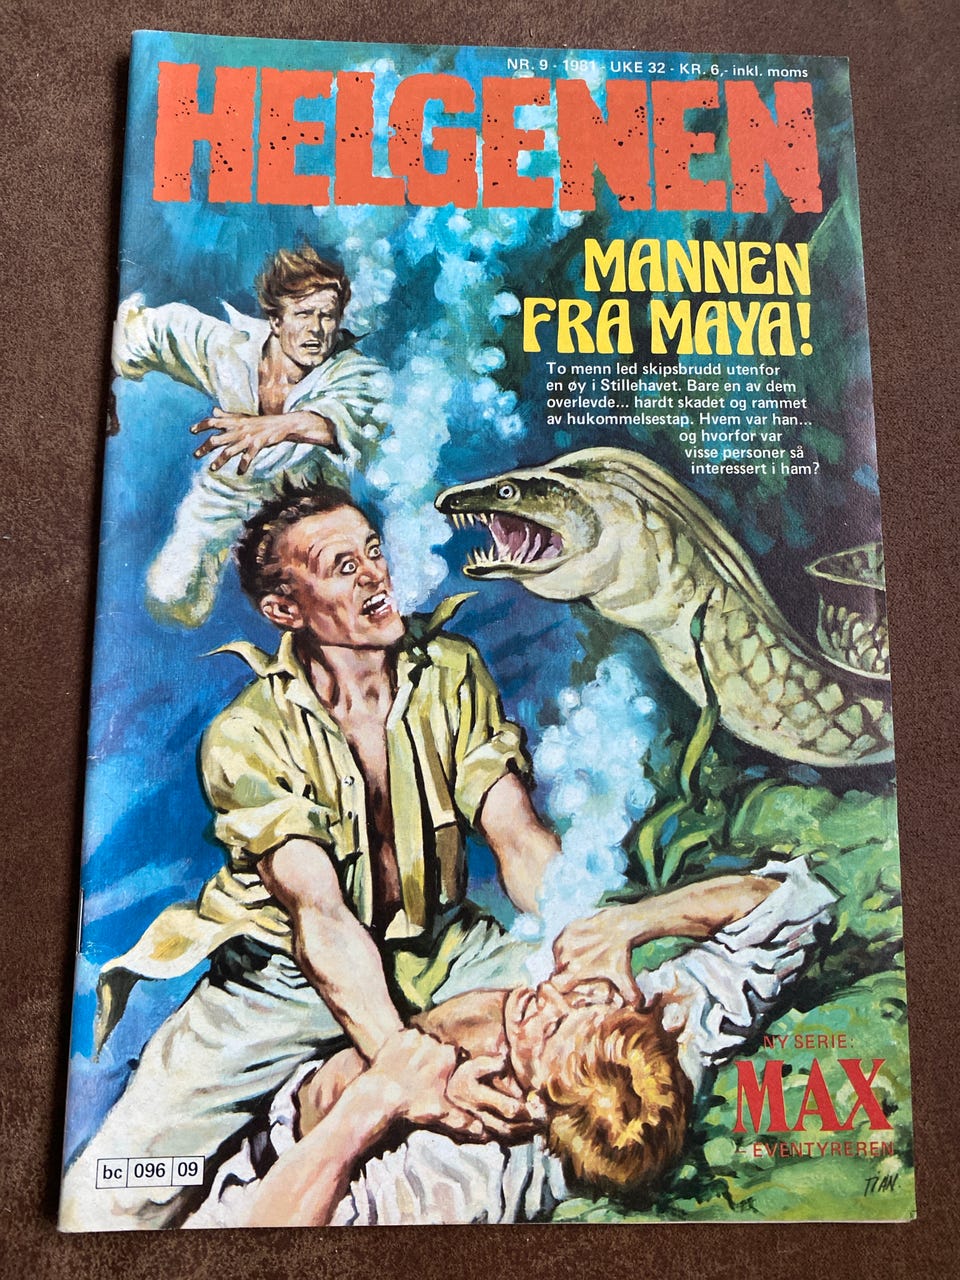 NR. 9 - 1981 - UKE 32 - KR. 6,- inkl. moms
HELGENEN
MANNEN
FRA MAYA!
To menn led skipsbrudd utenfor
en øy i Stillehavet. Bare en av dem
overlevde... hardt skadet og rammet
av hukommelsestap. Hvem var han...
og hvorfor var
visse personer så
interessert i ham?
NY SERIE:
MAX
- EVENTYREREN
TIAN.
bc 096 09